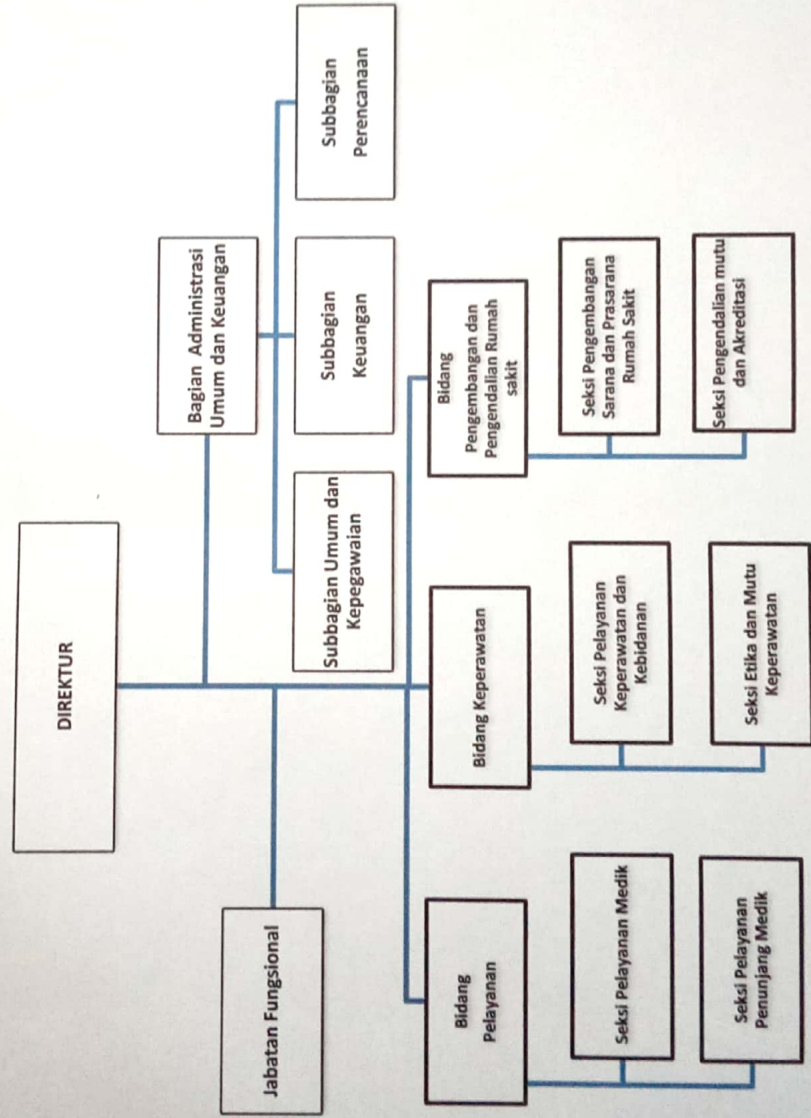 DIREKTUR
Bagian Administrasi
Umum dan Keuangan
Jabatan Fungsional
Subbagian Umum dan
Kepegawaian
Subbagian
Keuangan
Subbagian
Perencanaan
Bidang
Pelayanan
Bidang Keperawatan
Bidang
Pengembangan dan
Pengendalian Rumah
sakit
Seksi Pelayanan Medik
Seksi Pelayanan
Keperawatan dan
Kebidanan
Seksi Pengembangan
Sarana dan Prasarana
Rumah Sakit
Seksi Pelayanan
Penunjang Medik
Seksi Etika dan Mutu
Keperawatan
Seksi Pengendalian mutu
dan Akreditasi